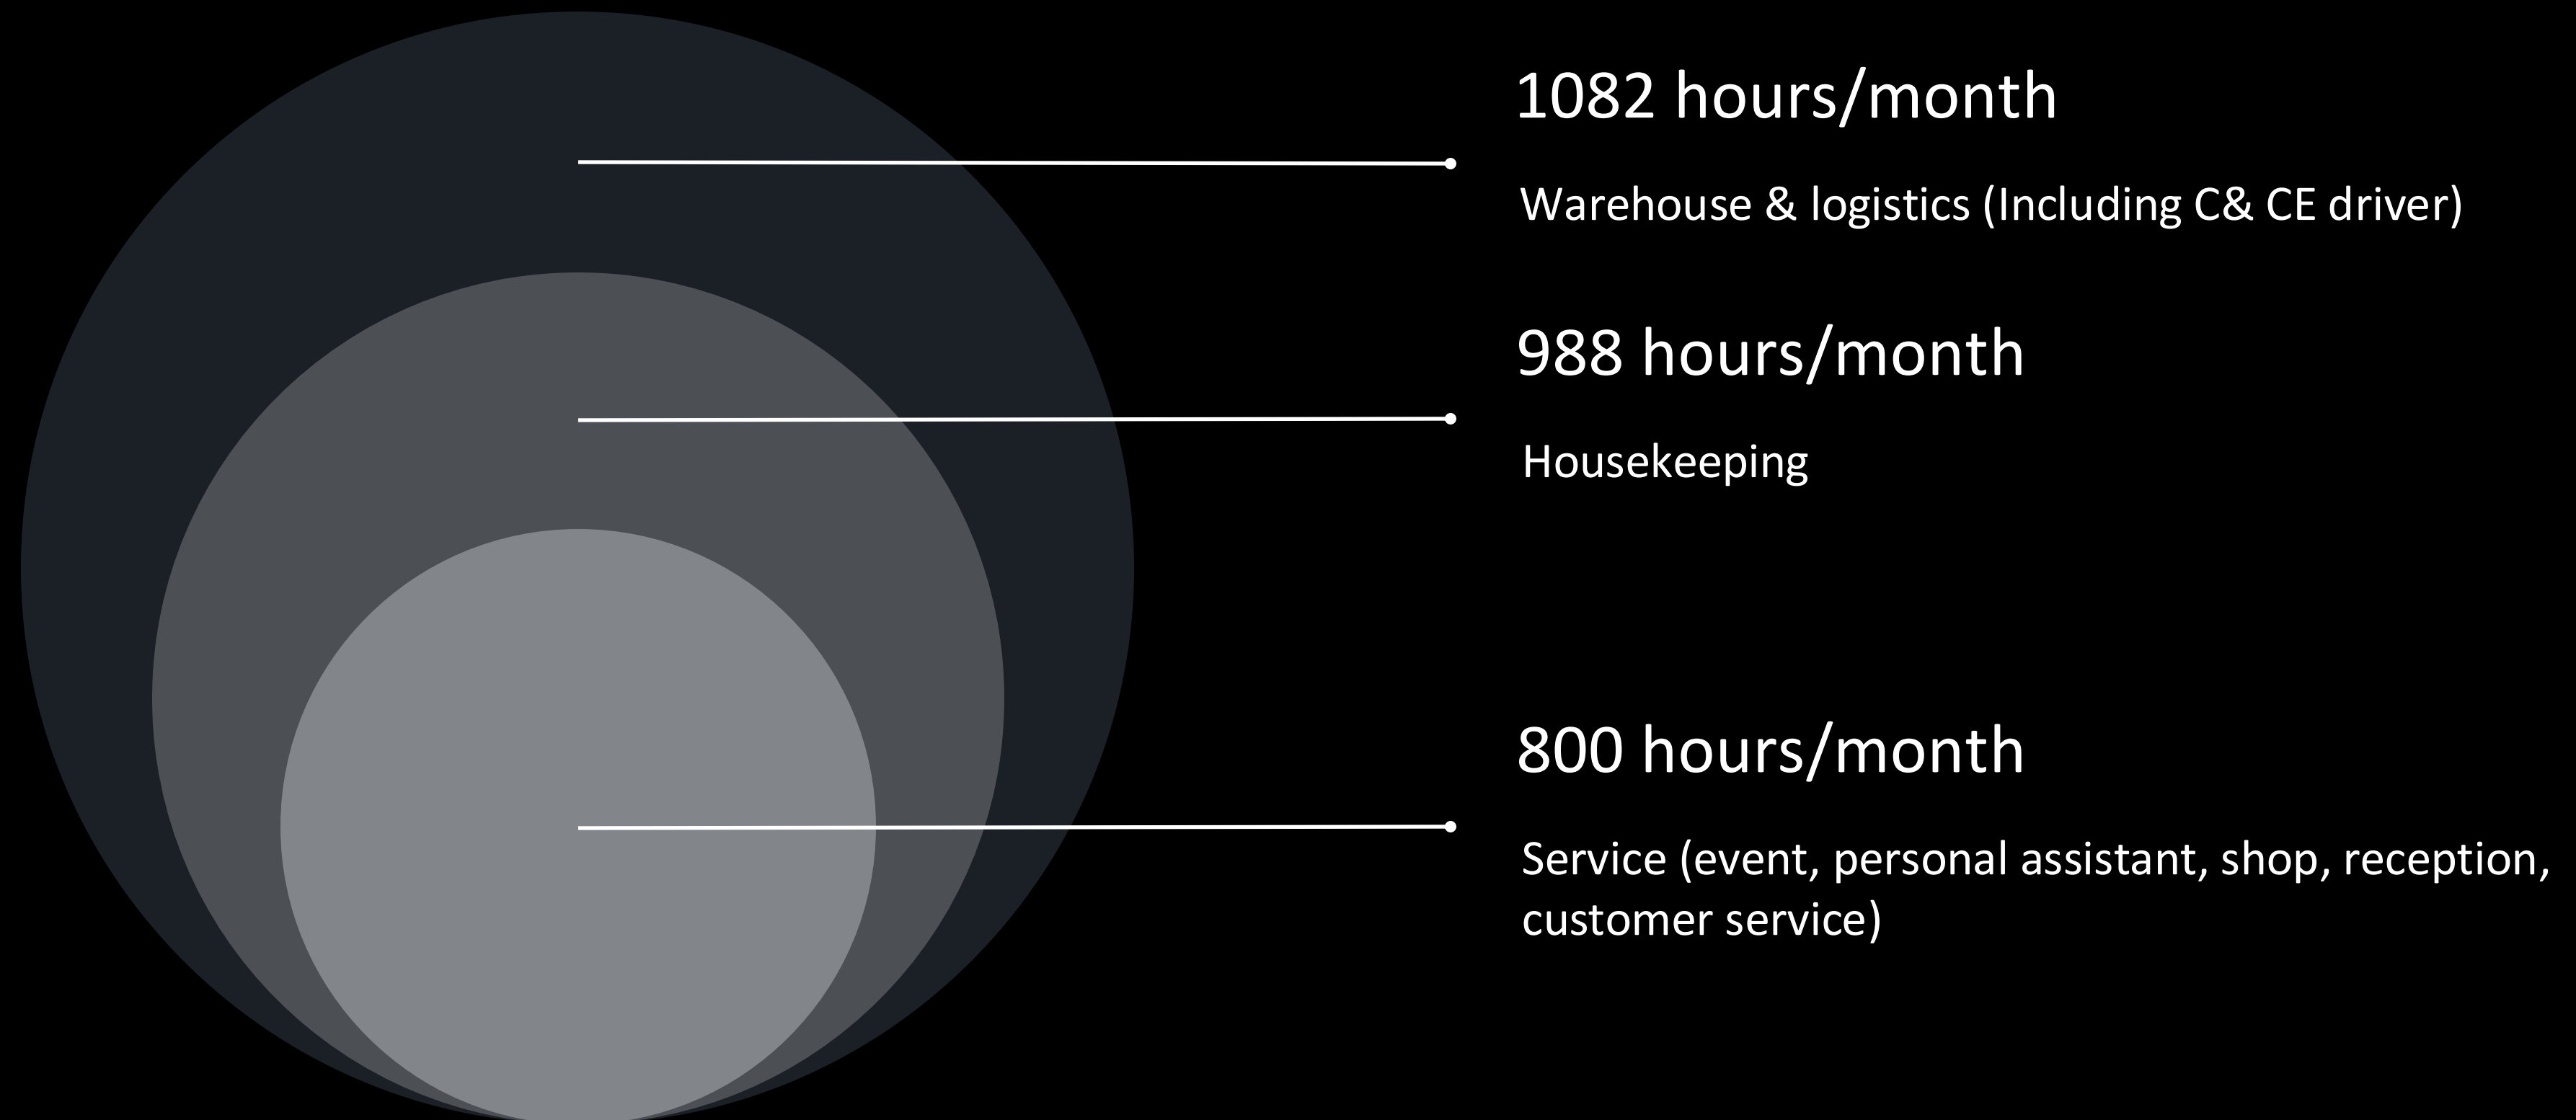 1082 hours/month
Warehouse & logistics (Including C& CE driver)
988 hours/month
Housekeeping
800 hours/month
Service (event, personal assistant, shop, reception,
customer service)